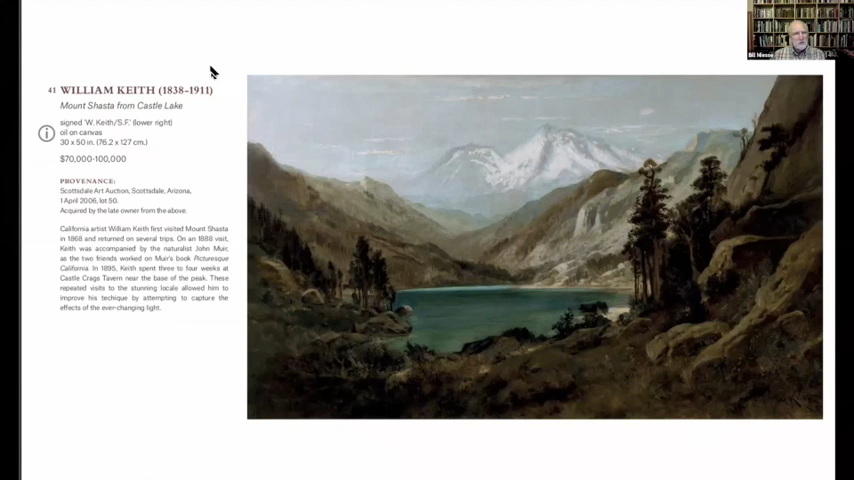 41 WILLIAM KEITH (1838-1911)
Mount Shasta from Castle Lake
signed 'W. Keith/S.F.' (lower right)
oil on canvas
30 x 50 in. (76.2 x 127 cm.)
$70,000-100,000
PROVENANCE:
Scottsdale Art Auction, Scottsdale, Arizona,
1 April 2006, lot 50.
Acquired by the late owner from the above.
California artist William Keith first visited Mount Shasta
in 1868 and returned on several trips. On an 1888 visit,
Keith was accompanied by the naturalist John Muir,
as the two friends worked on Muir's book Picturesque
California. In 1895, Keith spent three to four weeks at
Castle Crags Tavern near the base of the peak. These
repeated visits to the stunning locale allowed him to
improve his techique by attempting to capture the
effects of the ever-changing light.